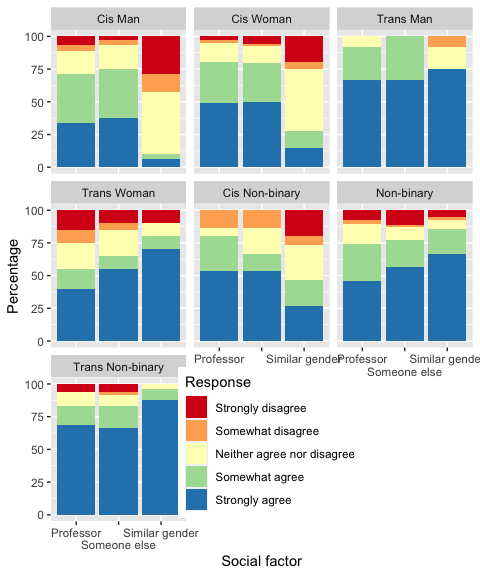 Cis Man
Cis Woman
Trans Man
100
75
50
25
0
Trans Woman
Cis Non-binary
Non-binary
100
75
50
25
0
Percentage
Professor
Similar gender
Professor
Similar gende
Someone else
Trans Non-binary
100
75
50
25
0
Professor
Similar gender
Someone else
Response
Strongly disagree
Somewhat disagree
Neither agree nor disagree
Somewhat agree
Strongly agree
Social factor